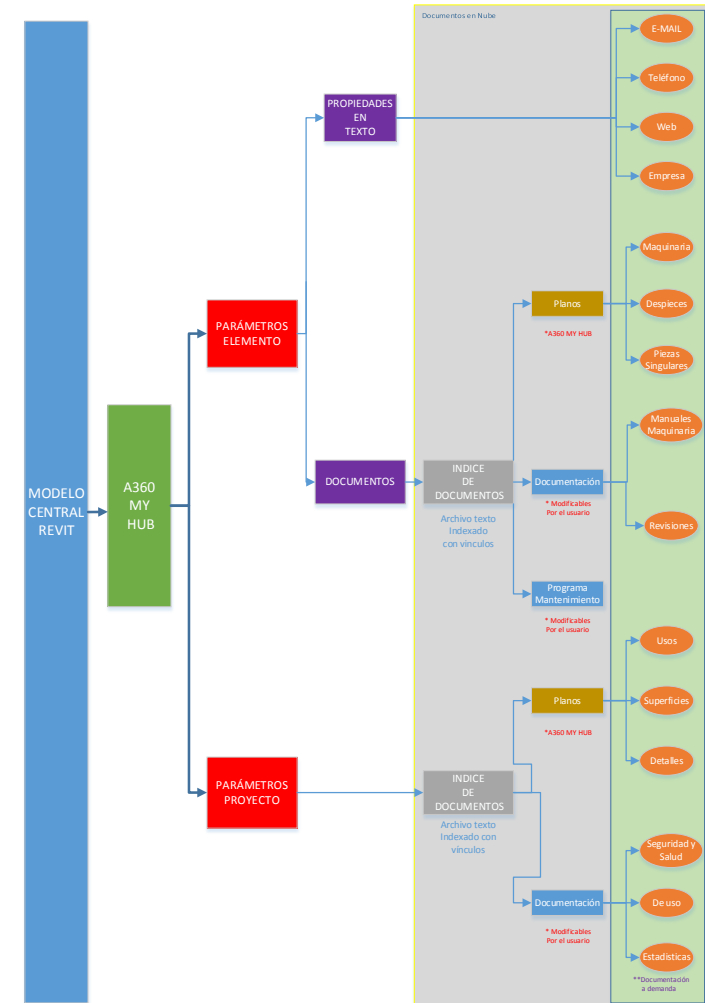 Documentos en Nube
E-MAIL
Teléfono
Web
Empresa
PROPIEDADES
EN
TEXTO
Maquinaria
Despieces
Piezas
Singulares
Planos
*A360 MY HUB
PARÁMETROS
ELEMENTO
Manuales
Maquinaria
Revisiones
MODELO
CENTRAL
REVIT
A360
MY
HUB
DOCUMENTOS
INDICE
DE
DOCUMENTOS
Archivo texto
Indexado
con vínculos
Documentación
* Modificables
Por el usuario
Programa
Mantenimiento
* Modificables
Por el usuario
Usos
Superficies
Detalles
Planos
*A360 MY HUB
PARÁMETROS
PROYECTO
INDICE
DE
DOCUMENTOS
Archivo texto
Indexado con
vínculos
Seguridad y
Salud
De uso
Estadisticas
Documentación
* Modificables
Por el usuario
**Documentación
a demanda